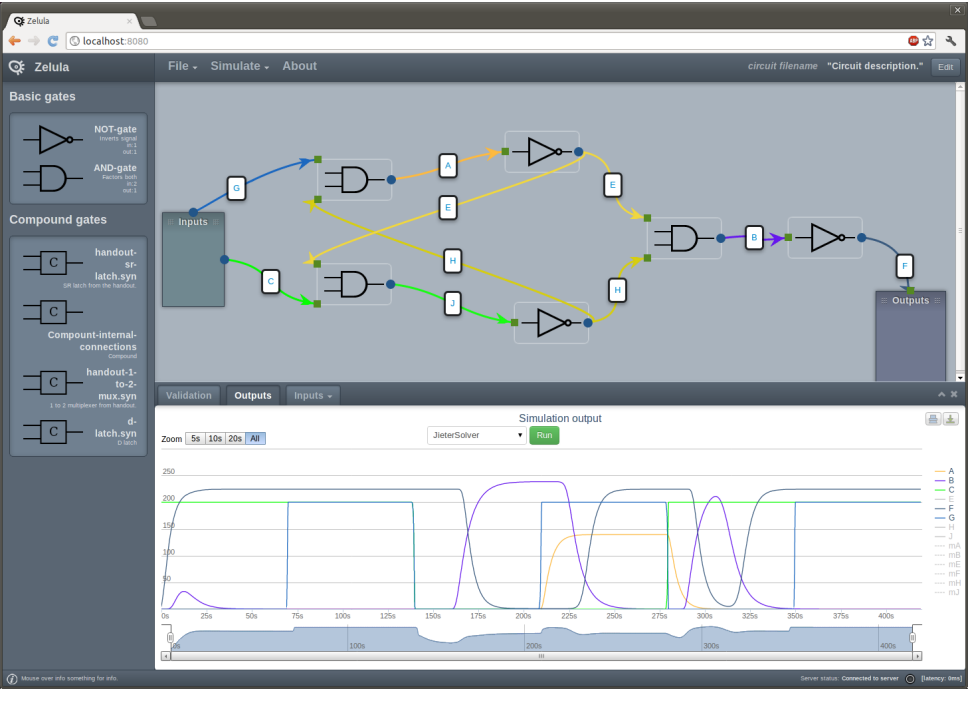 Zelula
localhost:8080
ABP
Zelula
File
Simulate
About
circuit filename "Circuit description."
Edit
Basic gates
NOT-gate
Inverts signal
in:1
out:1
AND-gate
Factors both
in:2
out:1
Compound gates
C
handout-
sr-
latch.syn
SR latch from the handout.
C
Compount-internal-
connections
Compound
C
handout-1-
to-2-
mux.syn
1 to 2 multiplexer from handout.
C
d-
latch.syn
D latch
Inputs
G
A
E
E
H
C
J
H
B
F
Outputs
Validation
Outputs
Inputs
Simulation output
Zoom 5s 10s 20s All
JieterSolver
Run
250
200
150
100
50
0s 25s 50s 75s 100s 125s 150s 175s 200s 225s 250s 275s 300s 325s 350s 375s 400s
A
B
C
E
F
G
H
J
mA
mB
mE
mF
mH
mJ
0s 100s 200s 300s 400s
Mouse over info something for info.
Server status: Connected to server
[latency: 0ms]